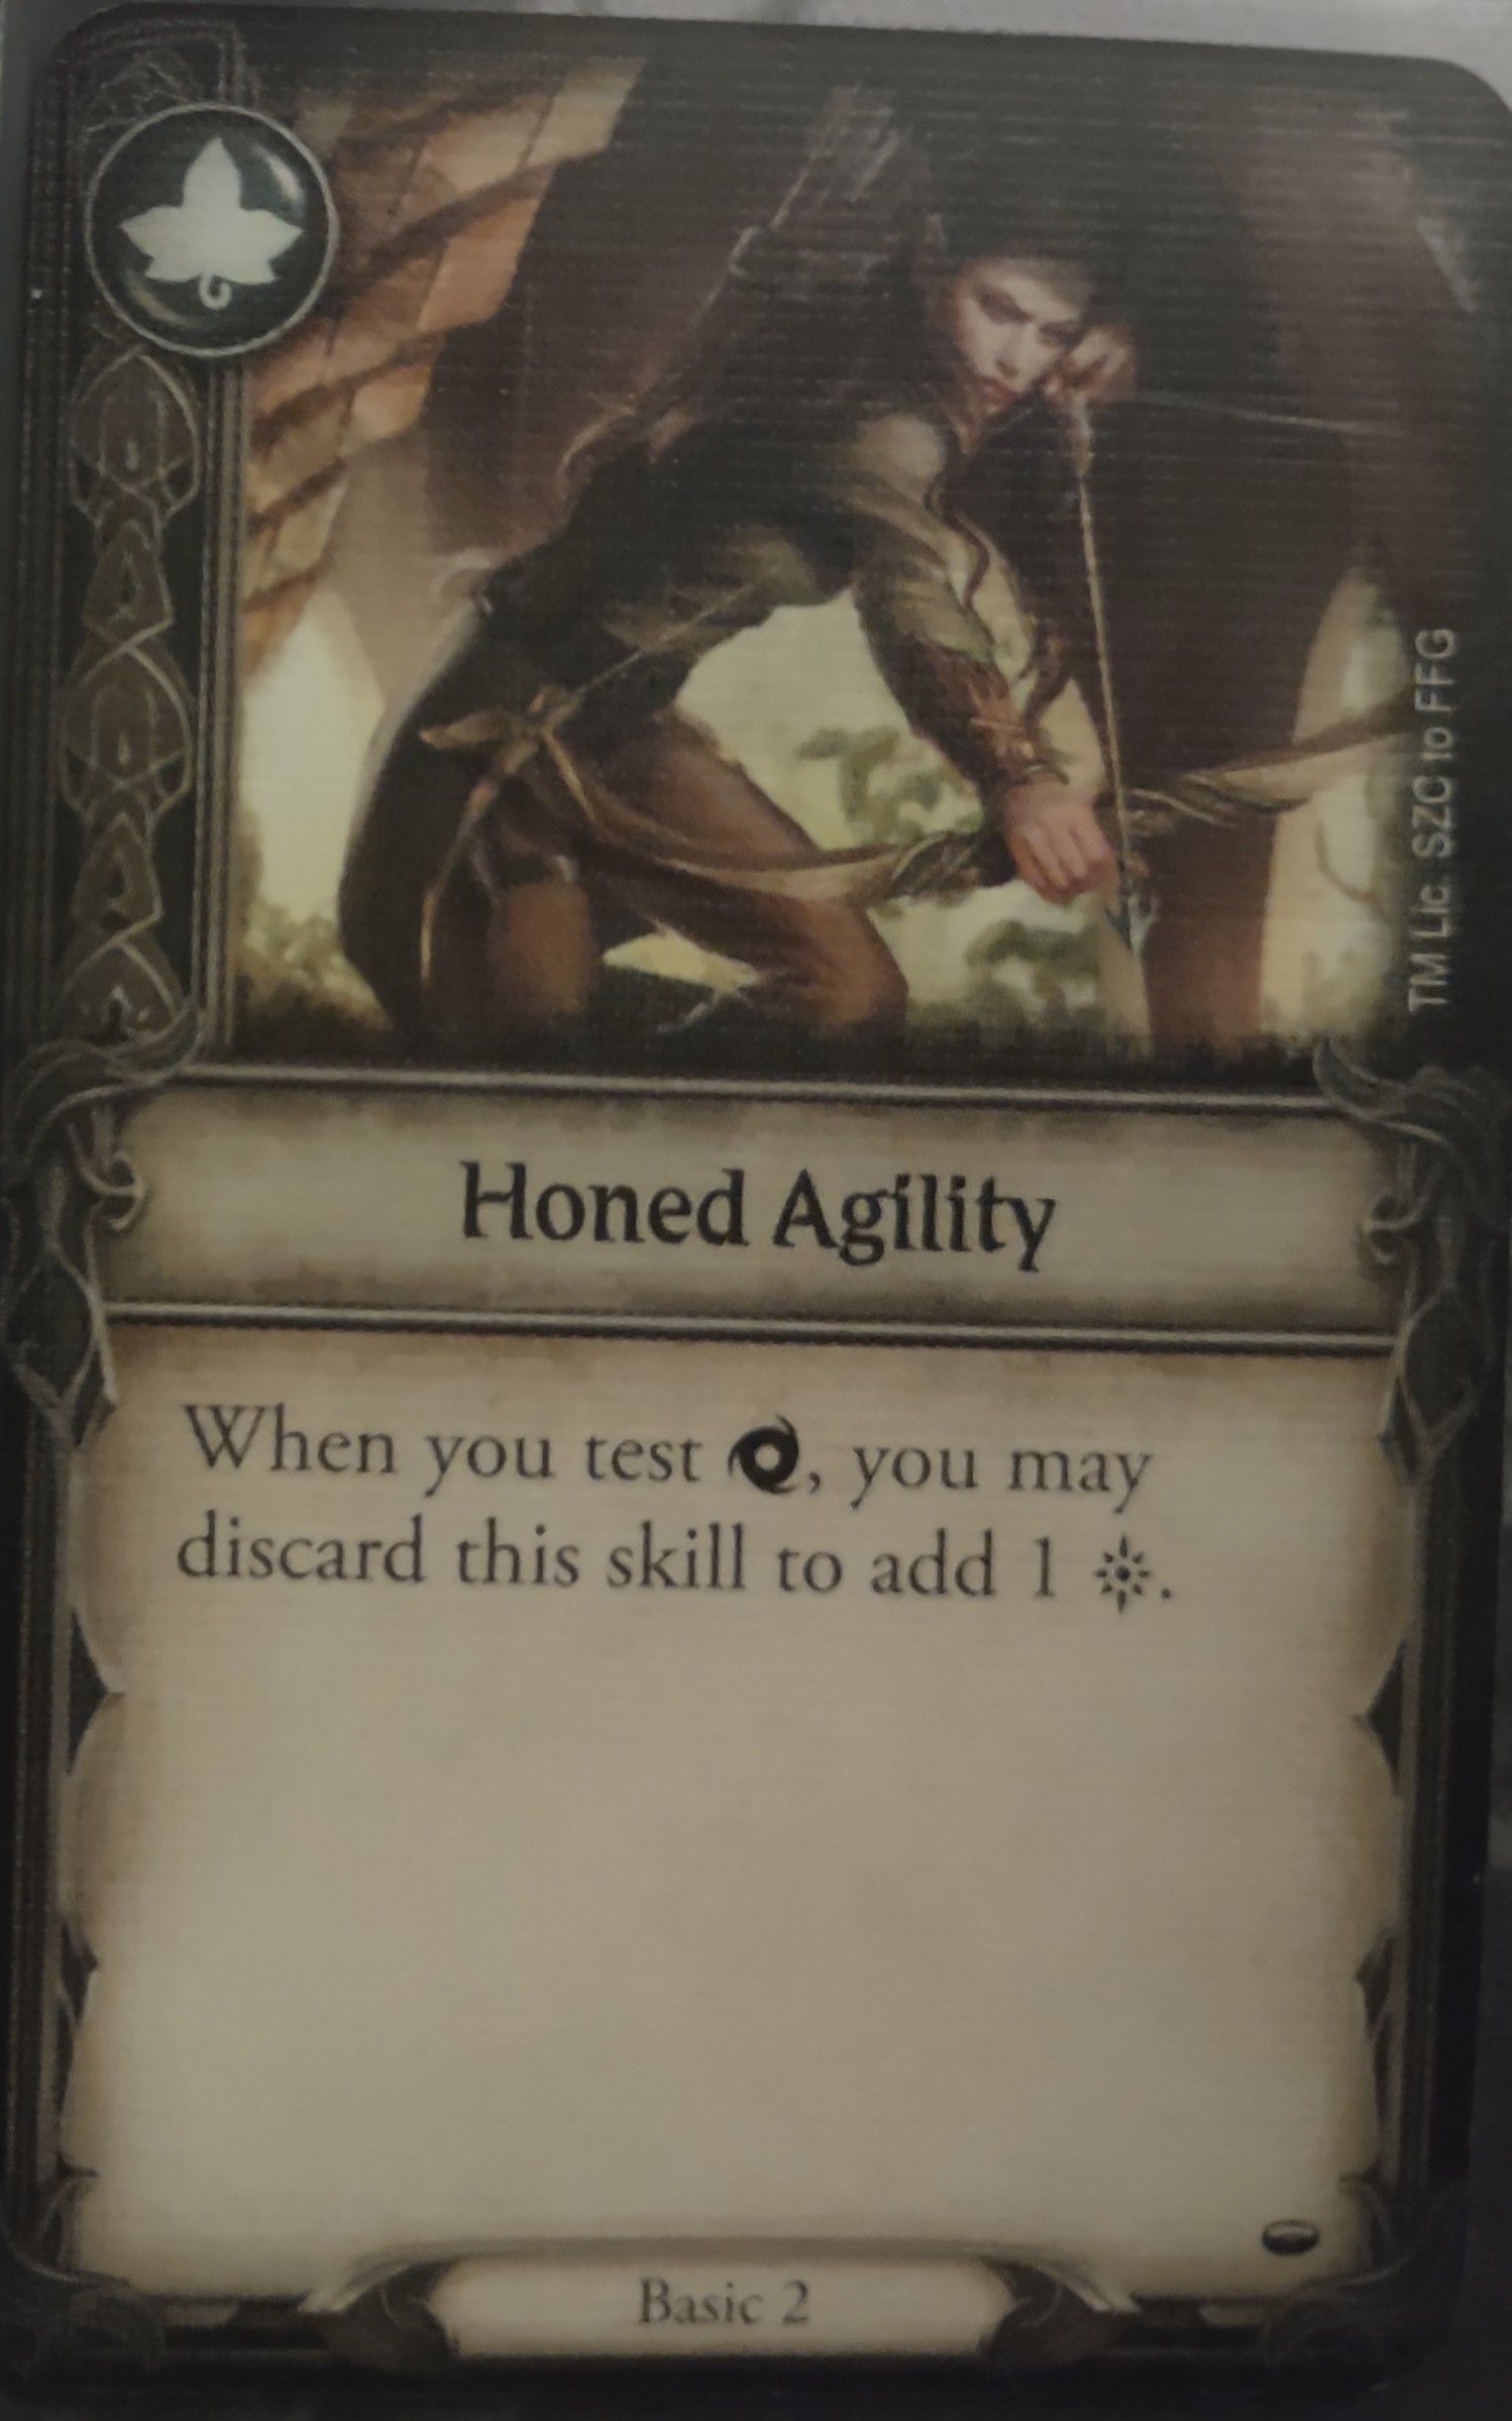 TM Lic. SZC to FFG
Honed Agility
When you test , you may
discard this skill to add 1 .
Basic 2